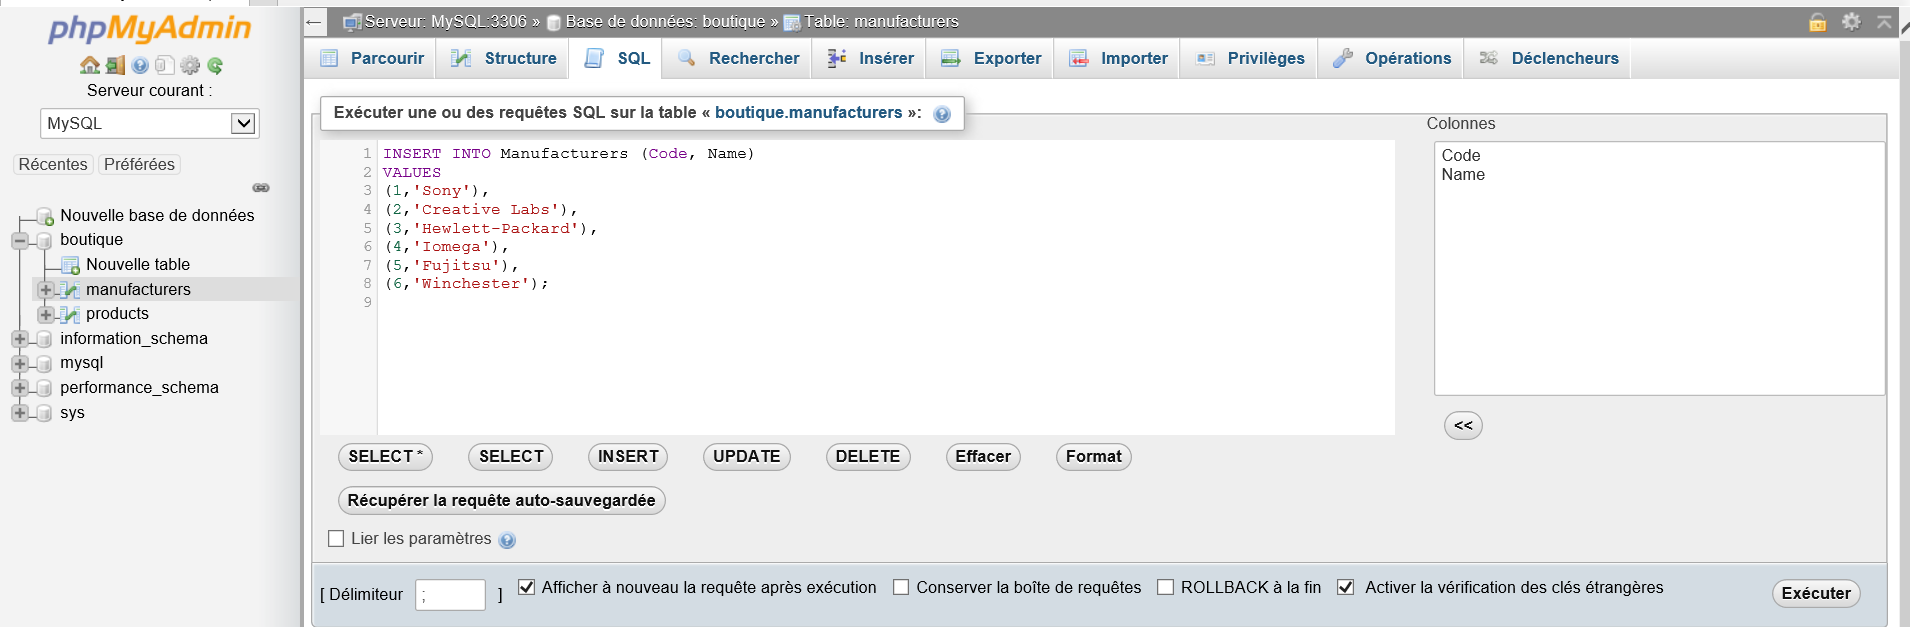 phpMyAdmin
Serveur courant :
MySQL
Récentes Préférées
Nouvelle base de données
boutique
Nouvelle table
manufacturers
products
information_schema
mysql
performance_schema
sys
Serveur: MySQL:3306 » Base de données: boutique » Table: manufacturers
Parcourir Structure SQL Rechercher Insérer Exporter Importer Privilèges Opérations Déclencheurs
Exécuter une ou des requêtes SQL sur la table « boutique.manufacturers »:
1 INSERT INTO Manufacturers (Code, Name)
2 VALUES
3 (1,'Sony'),
4 (2,'Creative Labs'),
5 (3,'Hewlett-Packard'),
6 (4,'Iomega'),
7 (5,'Fujitsu'),
8 (6,'Winchester');
9
Colonnes
Code
Name
<<
SELECT * SELECT INSERT UPDATE DELETE Effacer Format
Récupérer la requête auto-sauvegardée
Lier les paramètres
[ Délimiteur ; ] Afficher à nouveau la requête après exécution Conserver la boîte de requêtes ROLLBACK à la fin Activer la vérification des clés étrangères Exécuter